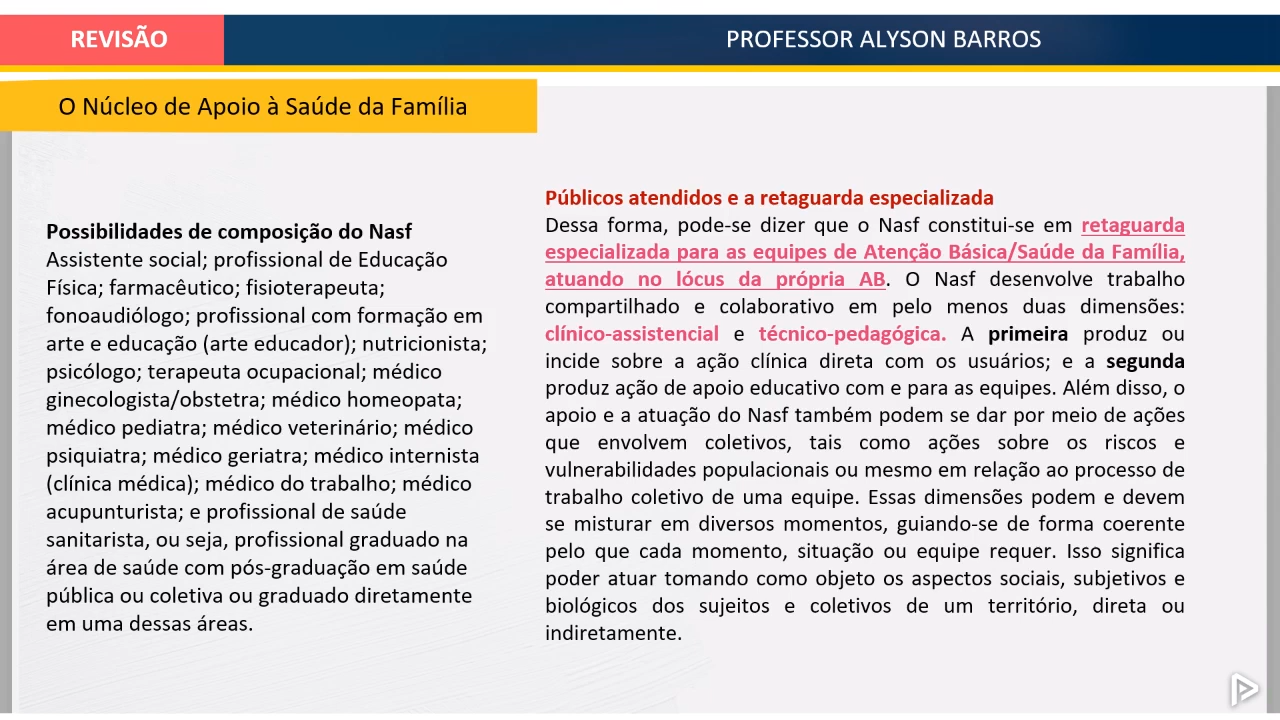 REVISÃO
PROFESSOR ALYSON BARROS
O Núcleo de Apoio à Saúde da Família
Possibilidades de composição do Nasf
Assistente social; profissional de Educação
Física; farmacêutico; fisioterapeuta;
fonoaudiólogo; profissional com formação em
arte e educação (arte educador); nutricionista;
psicólogo; terapeuta ocupacional; médico
ginecologista/obstetra; médico homeopata;
médico pediatra; médico veterinário; médico
psiquiatra; médico geriatra; médico internista
(clínica médica); médico do trabalho; médico
acupunturista; e profissional de saúde
sanitarista, ou seja, profissional graduado na
área de saúde com pós-graduação em saúde
pública ou coletiva ou graduado diretamente
em uma dessas áreas.
Públicos atendidos e a retaguarda especializada
Dessa forma, pode-se dizer que o Nasf constitui-se em retaguarda
especializada para as equipes de Atenção Básica/Saúde da Família,
atuando no lócus da própria AB. O Nasf desenvolve trabalho
compartilhado e colaborativo em pelo menos duas dimensões:
clínico-assistencial e técnico-pedagógica. A primeira produz ou
incide sobre a ação clínica direta com os usuários; e a segunda
produz ação de apoio educativo com e para as equipes. Além disso, o
apoio e a atuação do Nasf também podem se dar por meio de ações
que envolvem coletivos, tais como ações sobre os riscos e
vulnerabilidades populacionais ou mesmo em relação ao processo de
trabalho coletivo de uma equipe. Essas dimensões podem e devem
se misturar em diversos momentos, guiando-se de forma coerente
pelo que cada momento, situação ou equipe requer. Isso significa
poder atuar tomando como objeto os aspectos sociais, subjetivos e
biológicos dos sujeitos e coletivos de um território, direta ou
indiretamente.